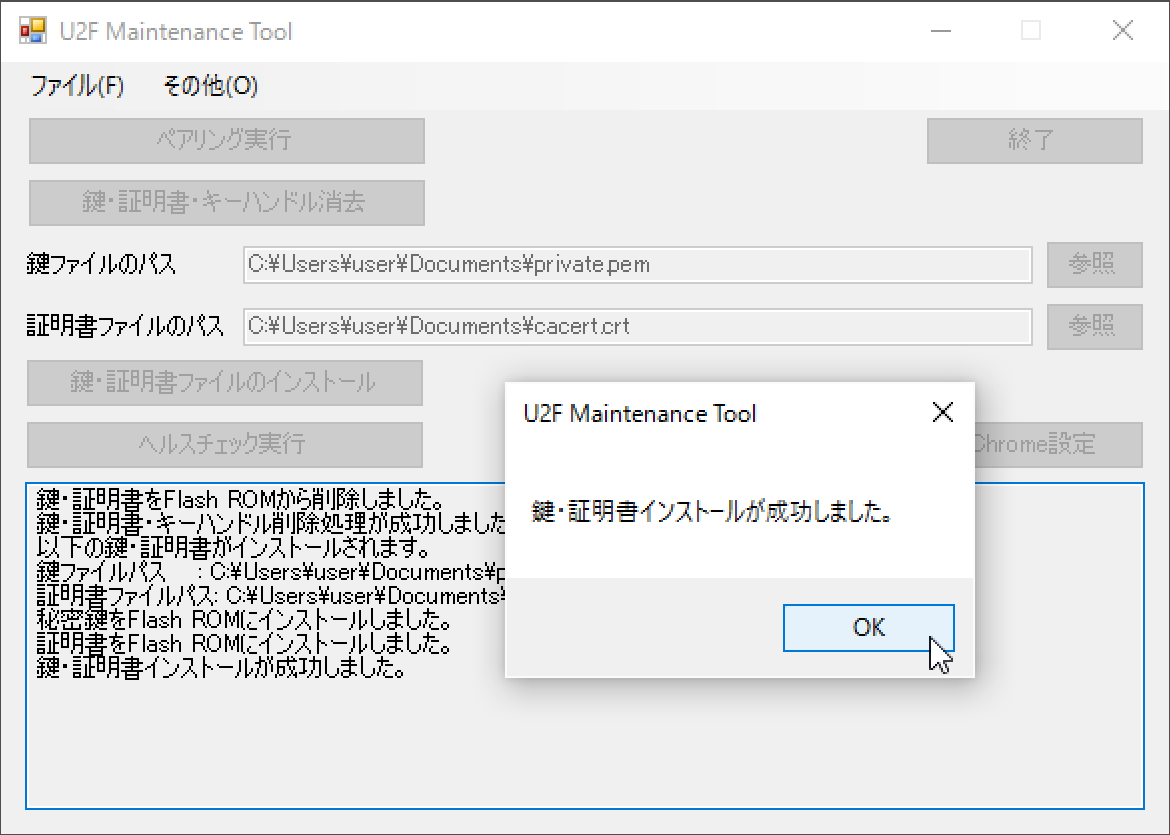 U2F Maintenance Tool
ファイル(F) その他(O)
ペアリング実行
終了
鍵・証明書・キーハンドル消去
鍵ファイルのパス C:¥Users¥user¥Documents¥private.pem 参照
証明書ファイルのパス C:¥Users¥user¥Documents¥cacert.crt 参照
鍵・証明書ファイルのインストール
ヘルスチェック実行
Chrome設定
鍵・証明書をFlash ROMから削除しました。
鍵・証明書・キーハンドル削除処理が成功しました
以下の鍵・証明書がインストールされます。
鍵ファイルパス : C:¥Users¥user¥Documents¥p
証明書ファイルパス: C:¥Users¥user¥Documents¥
秘密鍵をFlash ROMにインストールしました。
証明書をFlash ROMにインストールしました。
鍵・証明書インストールが成功しました。
U2F Maintenance Tool
鍵・証明書インストールが成功しました。
OK